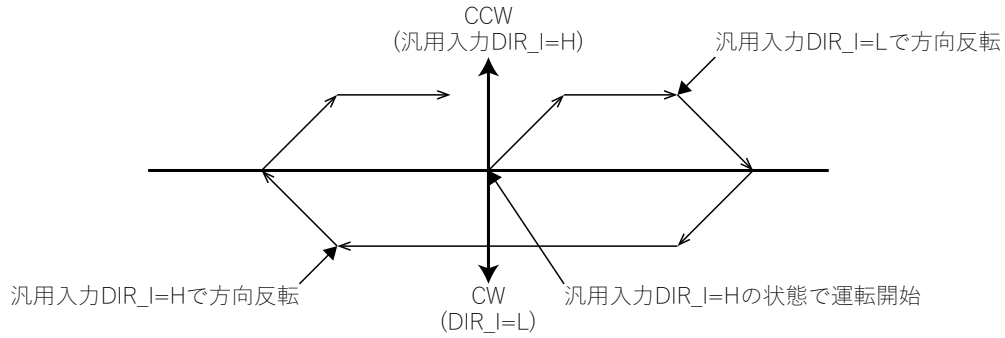 CCW
(汎用入力DIR_I=H)
汎用入力DIR_I=Lで方向反転
汎用入力DIR_I=Hで方向反転
CW
(DIR_I=L)
汎用入力DIR_I=Hの状態で運転開始